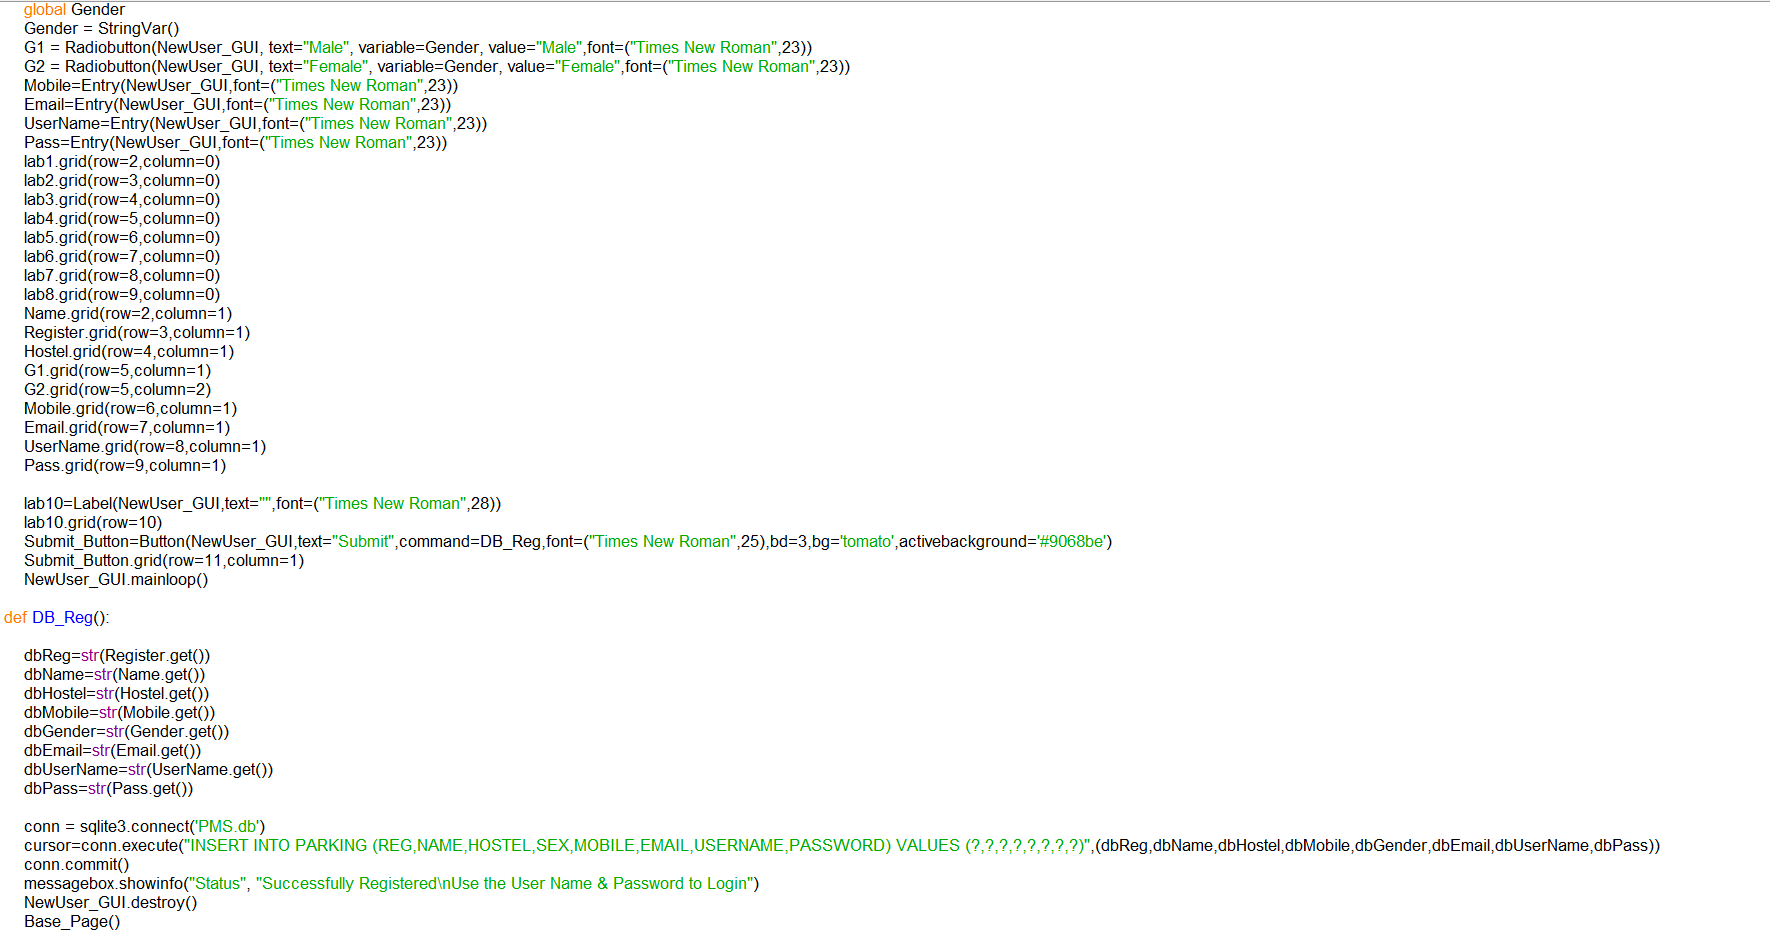 global Gender
Gender = StringVar()
G1 = Radiobutton(NewUser_GUI, text="Male", variable=Gender, value="Male",font=("Times New Roman",23))
G2 = Radiobutton(NewUser_GUI, text="Female", variable=Gender, value="Female",font=("Times New Roman",23))
Mobile=Entry(NewUser_GUI,font=("Times New Roman",23))
Email=Entry(NewUser_GUI,font=("Times New Roman",23))
UserName=Entry(NewUser_GUI,font=("Times New Roman",23))
Pass=Entry(NewUser_GUI,font=("Times New Roman",23))
lab1.grid(row=2,column=0)
lab2.grid(row=3,column=0)
lab3.grid(row=4,column=0)
lab4.grid(row=5,column=0)
lab5.grid(row=6,column=0)
lab6.grid(row=7,column=0)
lab7.grid(row=8,column=0)
lab8.grid(row=9,column=0)
Name.grid(row=2,column=1)
Register.grid(row=3,column=1)
Hostel.grid(row=4,column=1)
G1.grid(row=5,column=1)
G2.grid(row=5,column=2)
Mobile.grid(row=6,column=1)
Email.grid(row=7,column=1)
UserName.grid(row=8,column=1)
Pass.grid(row=9,column=1)
lab10=Label(NewUser_GUI,text="",font=("Times New Roman",28))
lab10.grid(row=10)
Submit_Button=Button(NewUser_GUI,text="Submit",command=DB_Reg,font=("Times New Roman",25),bd=3,bg='tomato',activebackground='#9068be')
Submit_Button.grid(row=11,column=1)
NewUser_GUI.mainloop()
def DB_Reg():
dbReg=str(Register.get())
dbName=str(Name.get())
dbHostel=str(Hostel.get())
dbMobile=str(Mobile.get())
dbGender=str(Gender.get())
dbEmail=str(Email.get())
dbUserName=str(UserName.get())
dbPass=str(Pass.get())
conn = sqlite3.connect('PMS.db')
cursor=conn.execute("INSERT INTO PARKING (REG,NAME,HOSTEL,SEX,MOBILE,EMAIL,USERNAME,PASSWORD) VALUES (?,?,?,?,?,?,?,?)",(dbReg,dbName,dbHostel,dbMobile,dbGender,dbEmail,dbUserName,dbPass))
conn.commit()
messagebox.showinfo("Status", "Successfully Registered\nUse the User Name & Password to Login")
NewUser_GUI.destroy()
Base_Page()